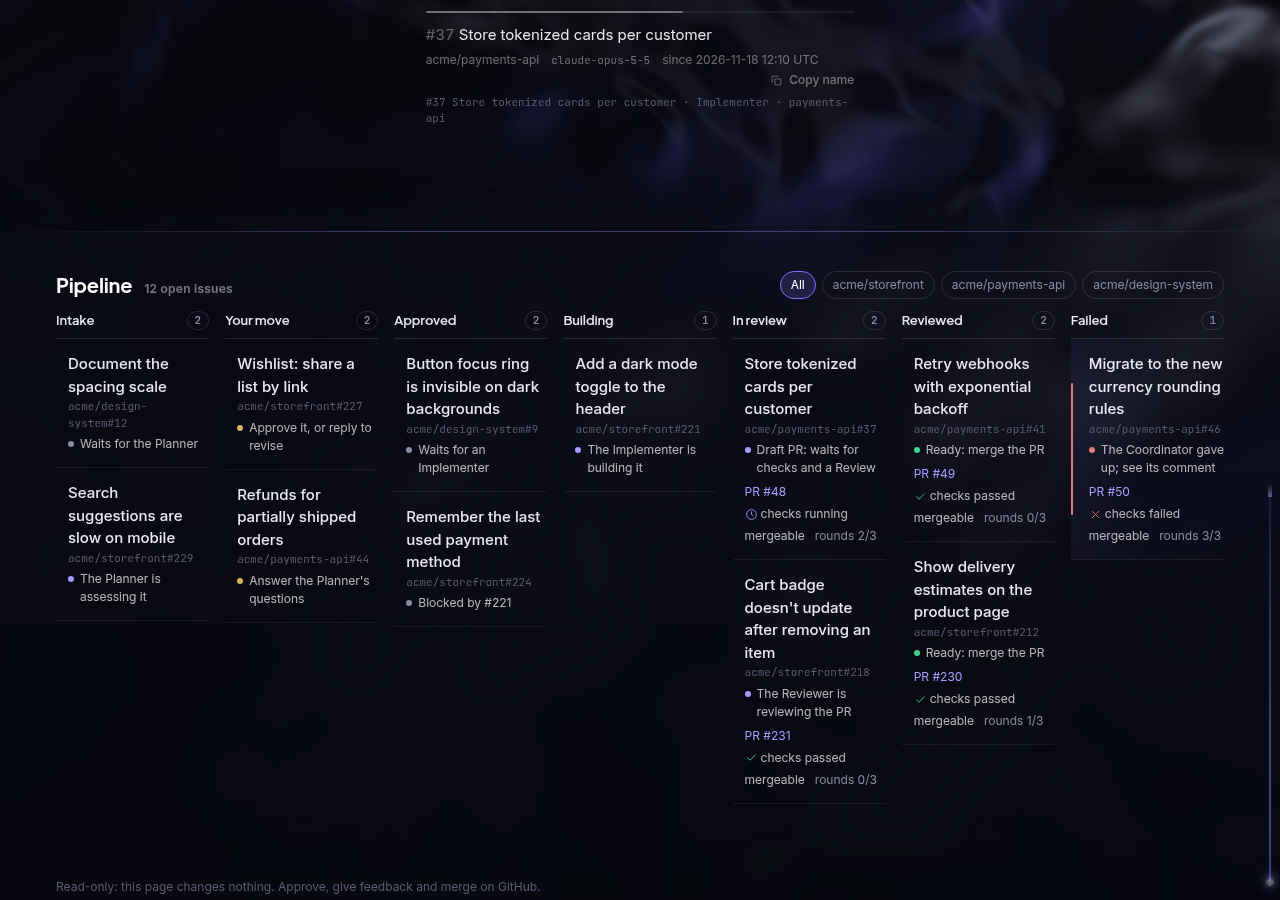 #37 Store tokenized cards per customer
acme/payments-api claude-opus-5-5 since 2026-11-18 12:10 UTC
Copy name
#37 Store tokenized cards per customer · Implementer · payments-
api
Pipeline 12 open issues
All acme/storefront acme/payments-api acme/design-system
Intake 2
Document the
spacing scale
acme/design-
system#12
Waits for the Planner
Search
suggestions are
slow on mobile
acme/storefront#229
The Planner is
assessing it
Your move 2
Wishlist: share a
list by link
acme/storefront#227
Approve it, or reply to
revise
Refunds for
partially shipped
orders
acme/payments-api#44
Answer the Planner's
questions
Approved 2
Button focus ring
is invisible on dark
backgrounds
acme/design-system#9
Waits for an
Implementer
Remember the last
used payment
method
acme/storefront#224
Blocked by #221
Building 1
Add a dark mode
toggle to the
header
acme/storefront#221
The Implementer is
building it
In review 2
Store tokenized
cards per
customer
acme/payments-api#37
Draft PR: waits for
checks and a Review
PR #48
checks running
mergeable rounds 2/3
Cart badge
doesn't update
after removing an
item
acme/storefront#218
The Reviewer is
reviewing the PR
PR #231
checks passed
mergeable rounds 0/3
Reviewed 2
Retry webhooks
with exponential
backoff
acme/payments-api#41
Ready: merge the PR
PR #49
checks passed
mergeable rounds 0/3
Show delivery
estimates on the
product page
acme/storefront#212
Ready: merge the PR
PR #230
checks passed
mergeable rounds 1/3
Failed 1
Migrate to the new
currency rounding
rules
acme/payments-api#46
The Coordinator gave
up; see its comment
PR #50
checks failed
mergeable rounds 3/3
Read-only: this page changes nothing. Approve, give feedback and merge on GitHub.